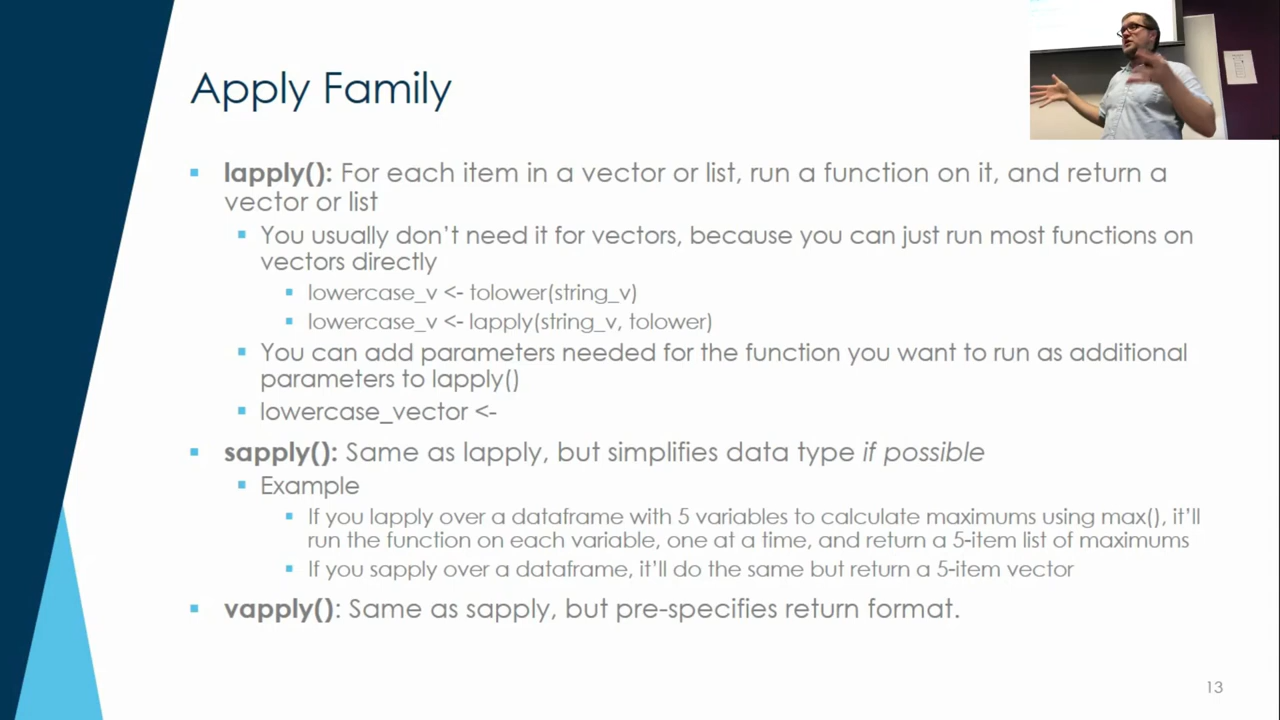 Apply Family
▪ lapply(): For each item in a vector or list, run a function on it, and return a
vector or list
▪ You usually don’t need it for vectors, because you can just run most functions on
vectors directly
▪ lowercase_v <- tolower(string_v)
▪ lowercase_v <- lapply(string_v, tolower)
▪ You can add parameters needed for the function you want to run as additional
parameters to lapply()
▪ lowercase_vector <-
▪ sapply(): Same as lapply, but simplifies data type if possible
▪ Example
▪ If you lapply over a dataframe with 5 variables to calculate maximums using max(), it’ll
run the function on each variable, one at a time, and return a 5-item list of maximums
▪ If you sapply over a dataframe, it’ll do the same but return a 5-item vector
▪ vapply(): Same as sapply, but pre-specifies return format.
13